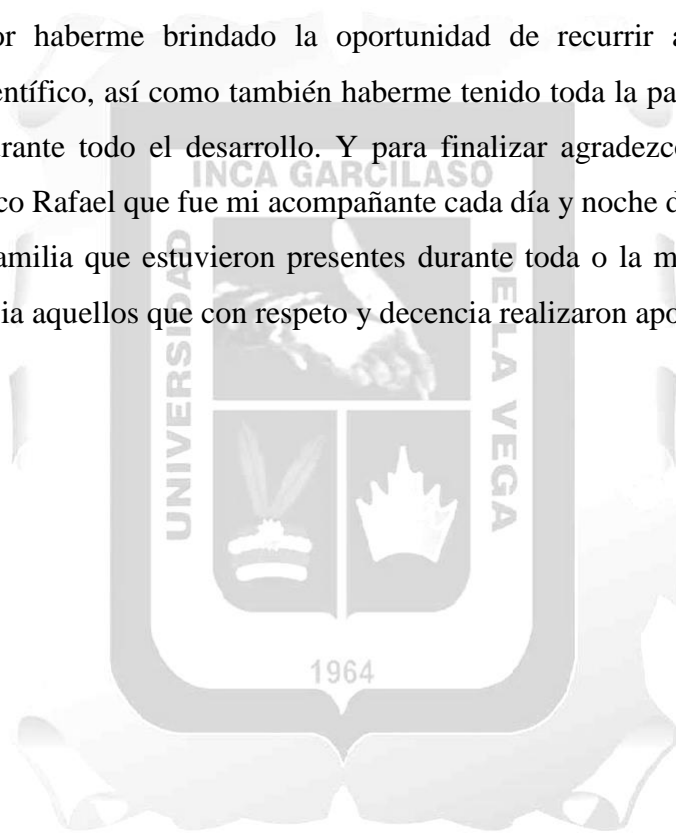 or haberme brindado la oportunidad de recurrir a
entífico, así como también haberme tenido toda la pa
urante todo el desarrollo. Y para finalizar agradezco
co Rafael que fue mi acompañante cada día y noche d
amilia que estuvieron presentes durante toda o la m
ia aquellos que con respeto y decencia realizaron apo
UNIVERSIDAD
INCA GARCILASO
DE LA VEGA
1964